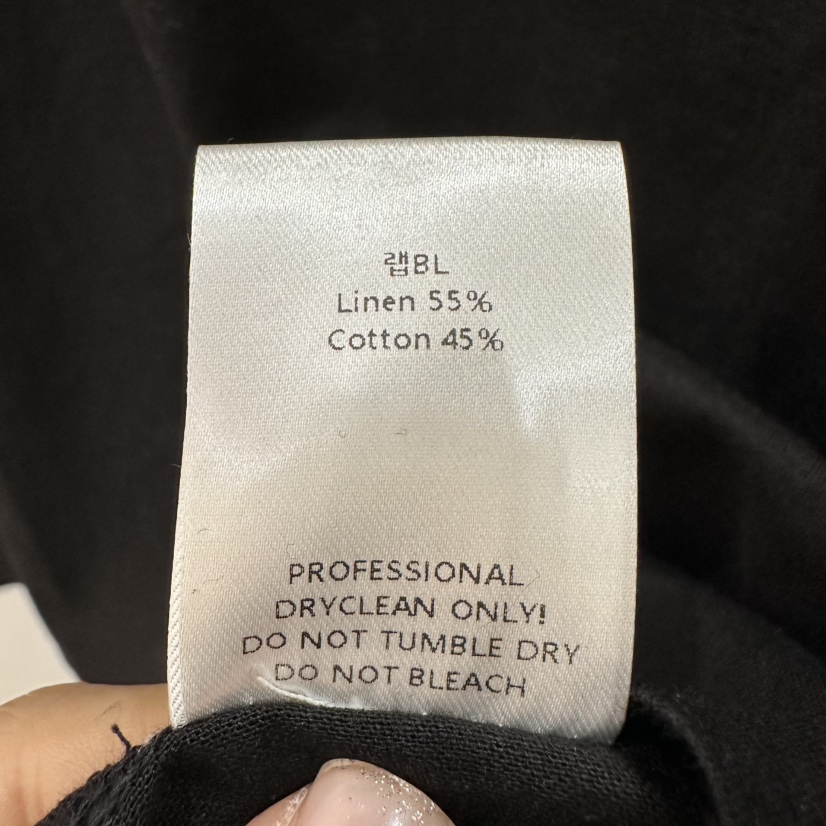 랩BL
Linen 55%
Cotton 45%
PROFESSIONAL
DRYCLEAN ONLY!
DO NOT TUMBLE DRY
DO NOT BLEACH